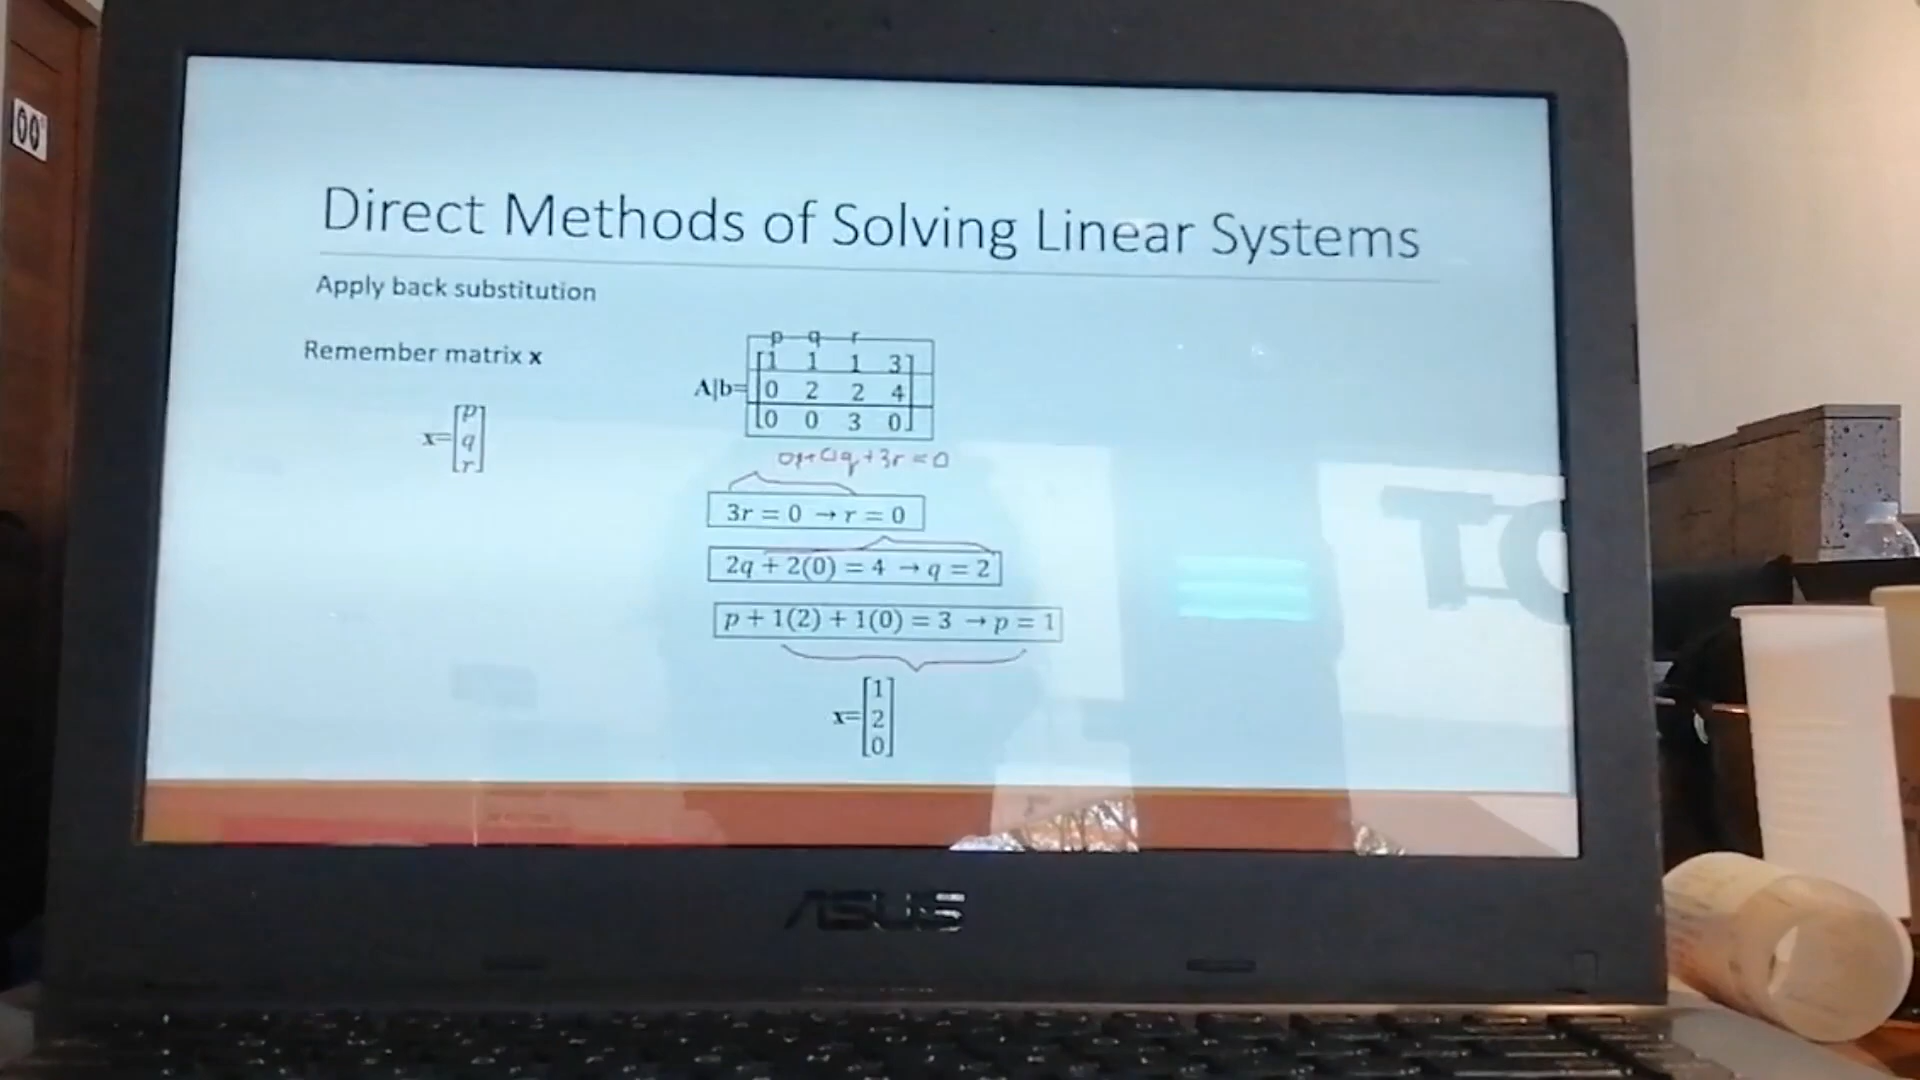 00
Direct Methods of Solving Linear Systems
Apply back substitution
Remember matrix x
x=[p q r]
p q r
A|b=
[1 1 1 3]
0 2 2 4
[0 0 3 0]
0p+0q+3r=0
3r = 0 → r = 0
2q + 2(0) = 4 → q = 2
p + 1(2) + 1(0) = 3 → p = 1
x=[1 2 0]
ASUS